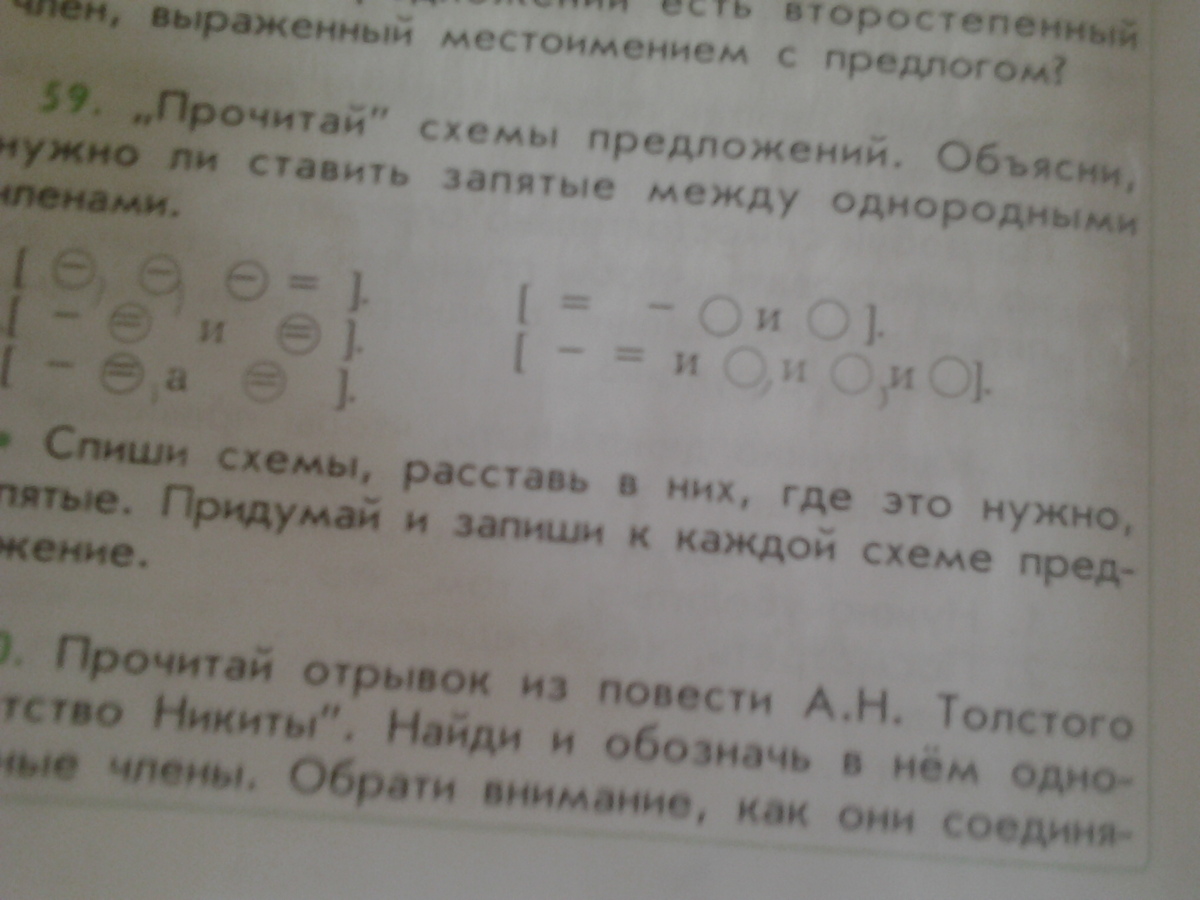 член, выраженный местоимением с предлогом?
59. „Прочитай” схемы предложений. Объясни,
нужно ли ставить запятые между однородными
членами.
[ ⊖, ⊖, ⊖ = ].
[ – ⊜ и ⊜ ].
[ – ⊜, а ⊜ ].
[ = – ○ и ○ ].
[ – = и ○, и ○, и ○ ].
Спиши схемы, расставь в них, где это нужно,
пятые. Придумай и запиши к каждой схеме пред-
жение.
0. Прочитай отрывок из повести А.Н. Толстого
тство Никиты”. Найди и обозначь в нём одно-
ные члены. Обрати внимание, как они соединя-